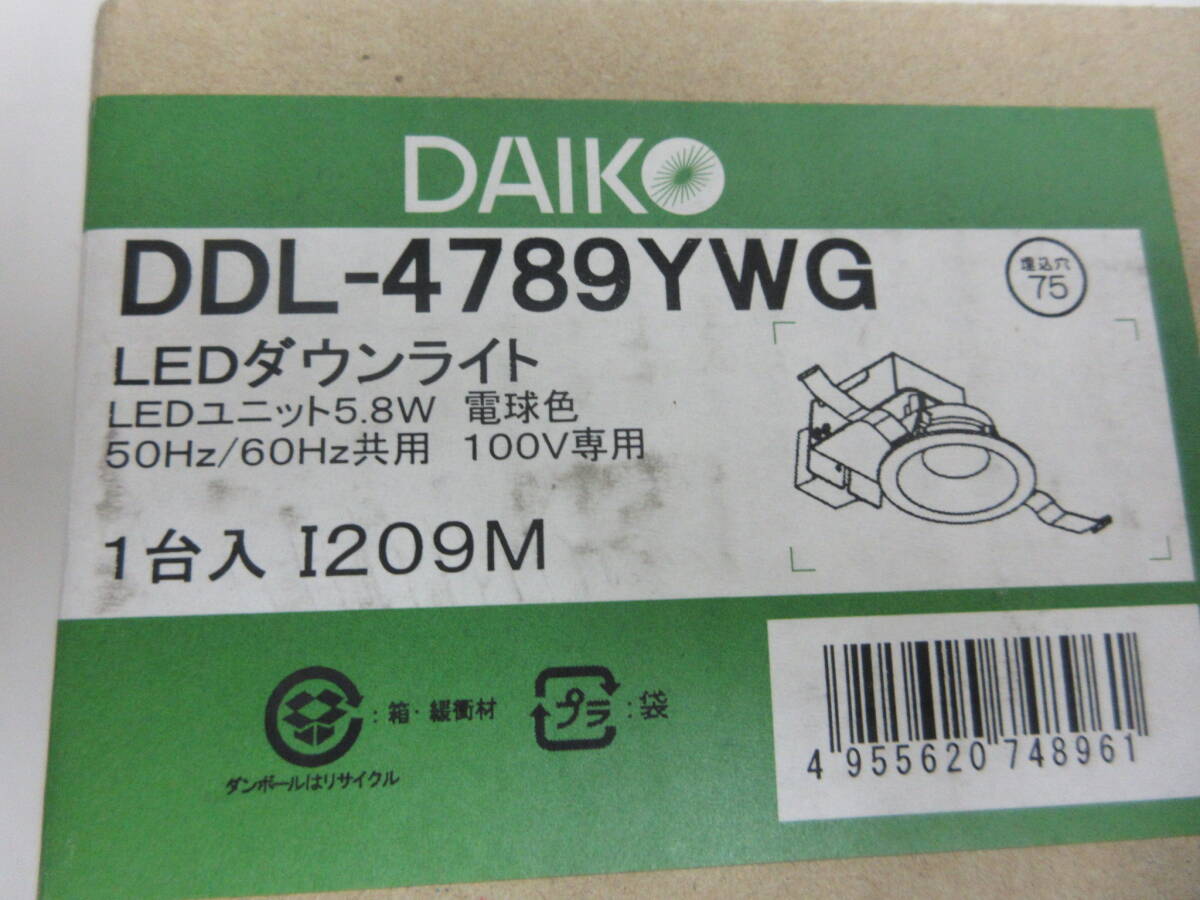 DAIKO
DDL-4789YWG
埋込穴
75
LEDダウンライト
LEDユニット5.8W 電球色
50Hz/60Hz共用 100V専用
1台入 I209M
:箱・緩衝材
プラ:袋
ダンボールはリサイクル
4 955620 748961